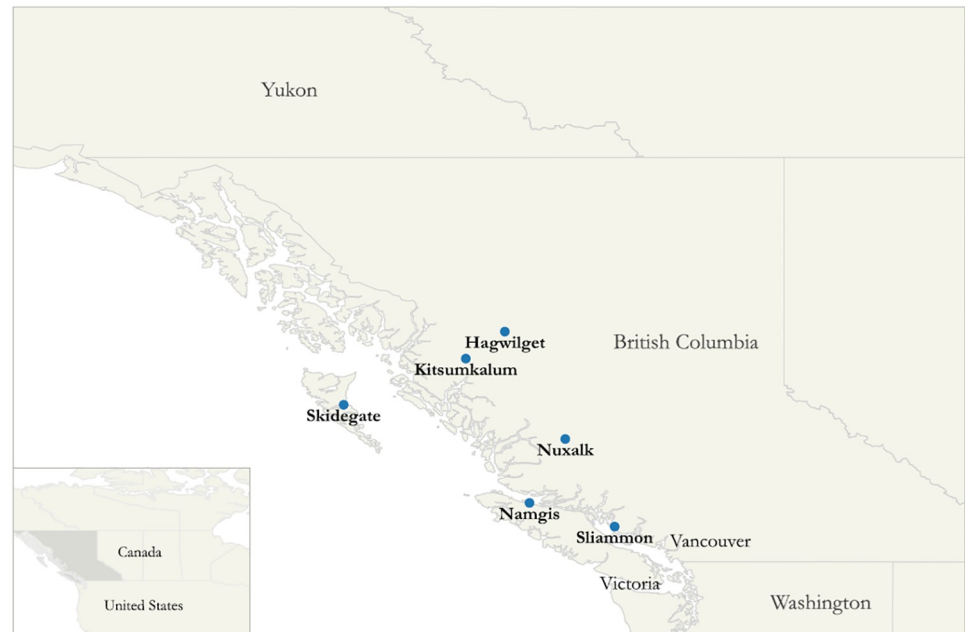 Yukon
Hagwilget
British Columbia
Kitsumkalum
Skidegate
Nuxalk
Namgis
Sliammon
Vancouver
Victoria
Washington
Canada
United States